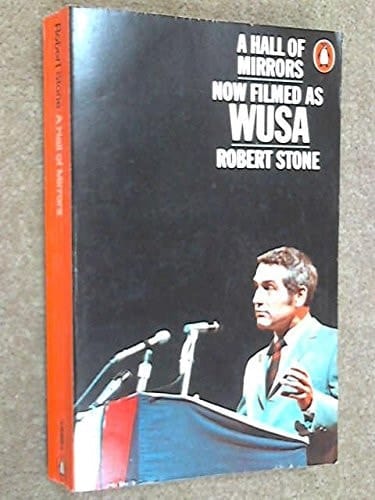 A HALL OF
MIRRORS
NOW FILMED AS
WUSA
ROBERT STONE
Robert Stone A Hall of Mirrors